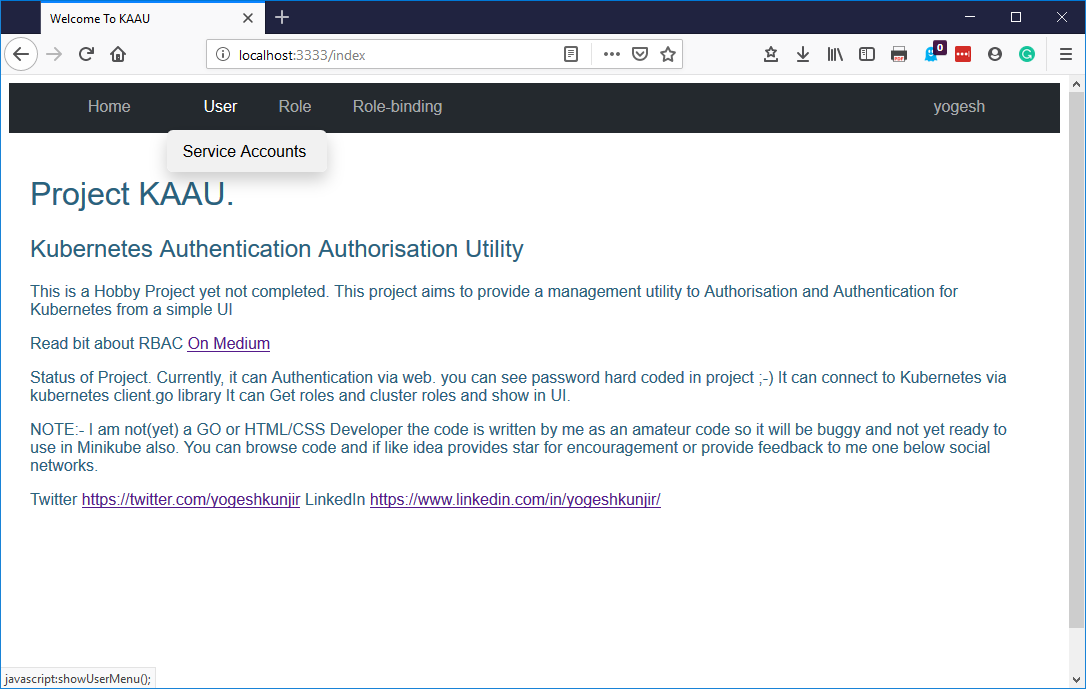 Welcome To KAAU
localhost:3333/index
0
Home User Role Role-binding yogesh
Service Accounts
Project KAAU.
Kubernetes Authentication Authorisation Utility
This is a Hobby Project yet not completed. This project aims to provide a management utility to Authorisation and Authentication for
Kubernetes from a simple UI
Read bit about RBAC On Medium
Status of Project. Currently, it can Authentication via web. you can see password hard coded in project ;-) It can connect to Kubernetes via
kubernetes client.go library It can Get roles and cluster roles and show in UI.
NOTE:- I am not(yet) a GO or HTML/CSS Developer the code is written by me as an amateur code so it will be buggy and not yet ready to
use in Minikube also. You can browse code and if like idea provides star for encouragement or provide feedback to me one below social
networks.
Twitter https://twitter.com/yogeshkunjir LinkedIn https://www.linkedin.com/in/yogeshkunjir/
javascript:showUserMenu();